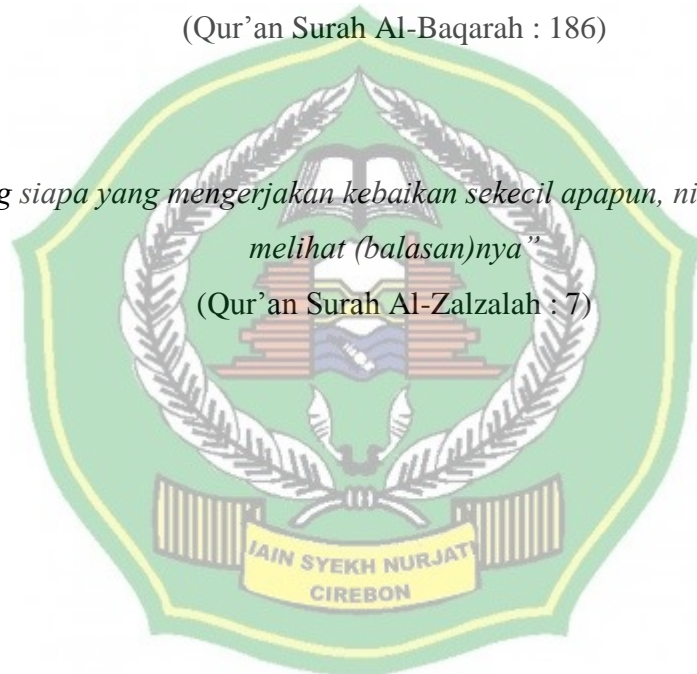 (Qur’an Surah Al-Baqarah : 186)
siapa yang mengerjakan kebaikan sekecil apapun,
melihat (balasan)nya”
(Qur’an Surah Al-Zalzalah : 7)
IAIN SYEKH NURJATI
CIREBON